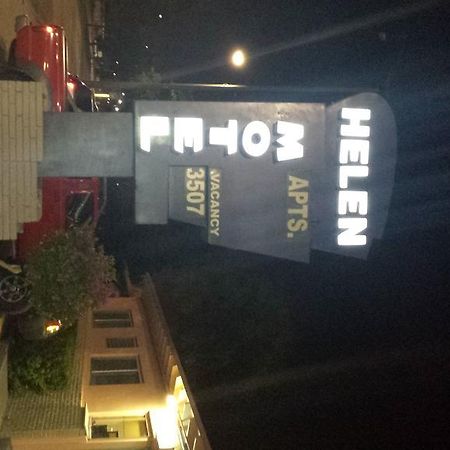 HELEN
MOTEL
APTS.
VACANCY
3507